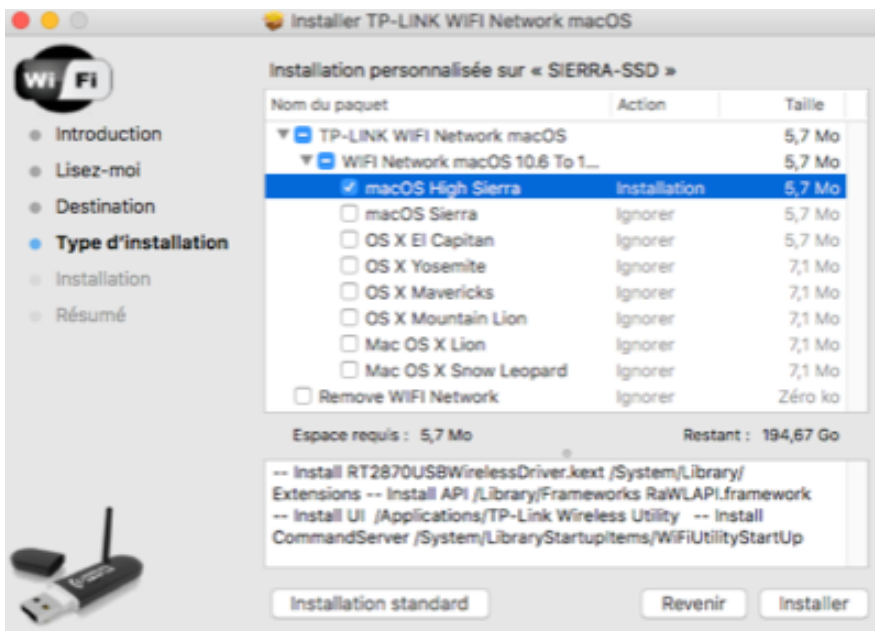 Installer TP-LINK WIFI Network macOS
Wi Fi
Introduction
Lisez-moi
Destination
Type d'installation
Installation
Résumé
Installation personnalisée sur « SIERRA-SSD »
Nom du paquet Action Taille
TP-LINK WIFI Network macOS 5,7 Mo
WIFI Network macOS 10.6 To 1... 5,7 Mo
macOS High Sierra Installation 5,7 Mo
macOS Sierra Ignorer 5,7 Mo
OS X El Capitan Ignorer 5,7 Mo
OS X Yosemite Ignorer 7,1 Mo
OS X Mavericks Ignorer 7,1 Mo
OS X Mountain Lion Ignorer 7,1 Mo
Mac OS X Lion Ignorer 7,1 Mo
Mac OS X Snow Leopard Ignorer 7,1 Mo
Remove WIFI Network Ignorer Zéro ko
Espace requis : 5,7 Mo Restant : 194,67 Go
-- Install RT2870USBWirelessDriver.kext /System/Library/
Extensions -- Install API /Library/Frameworks RaWLAPI.framework
-- Install UI /Applications/TP-Link Wireless Utility -- Install
CommandServer /System/LibraryStartupItems/WiFiUtilityStartUp
Installation standard Revenir Installer